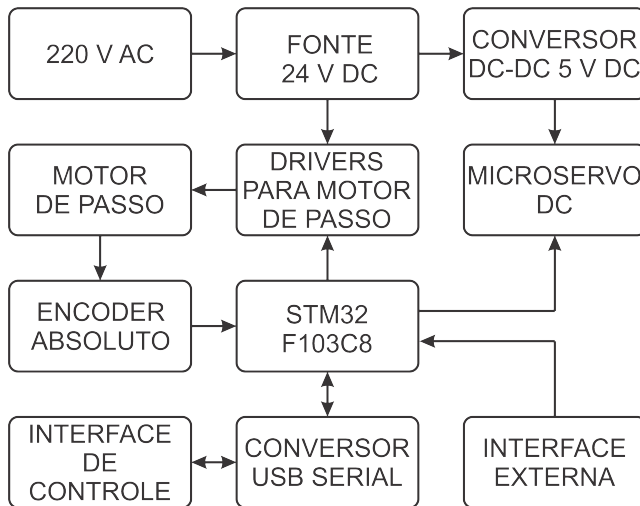 220 V AC
FONTE
24 V DC
CONVERSOR
DC-DC 5 V DC
MOTOR
DE PASSO
DRIVERS
PARA MOTOR
DE PASSO
MICROSERVO
DC
ENCODER
ABSOLUTO
STM32
F103C8
INTERFACE
DE
CONTROLE
CONVERSOR
USB SERIAL
INTERFACE
EXTERNA